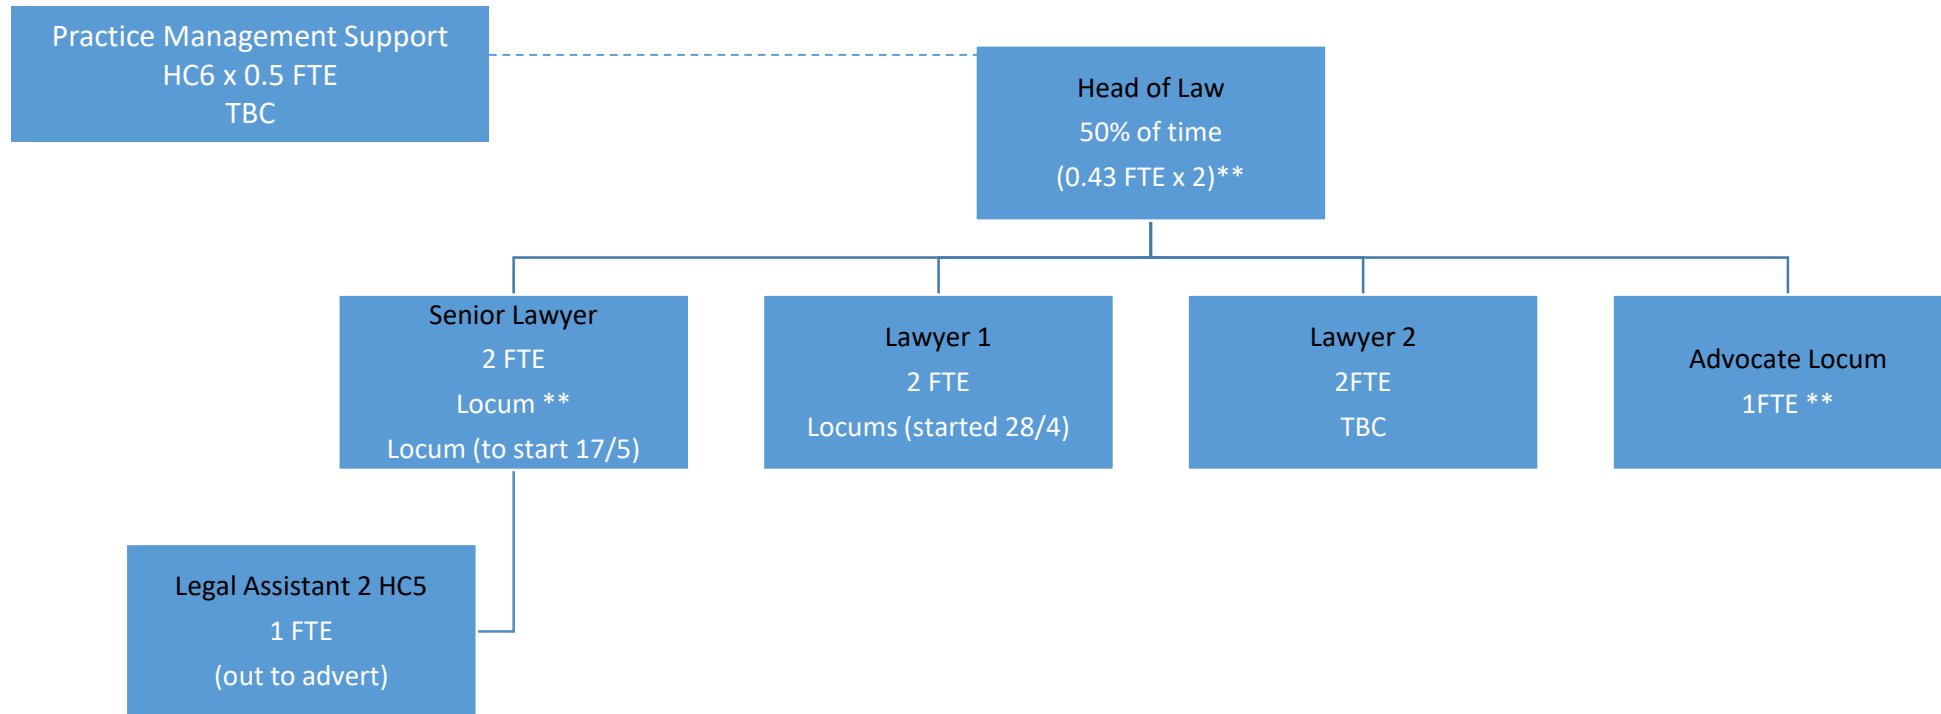 Practice Management Support
HC6 x 0.5 FTE
TBC
Head of Law
50% of time
(0.43 FTE x 2)**
Senior Lawyer
2 FTE
Locum **
Locum (to start 17/5)
Lawyer 1
2 FTE
Locums (started 28/4)
Lawyer 2
2FTE
TBC
Advocate Locum
1FTE **
Legal Assistant 2 HC5
1 FTE
(out to advert)